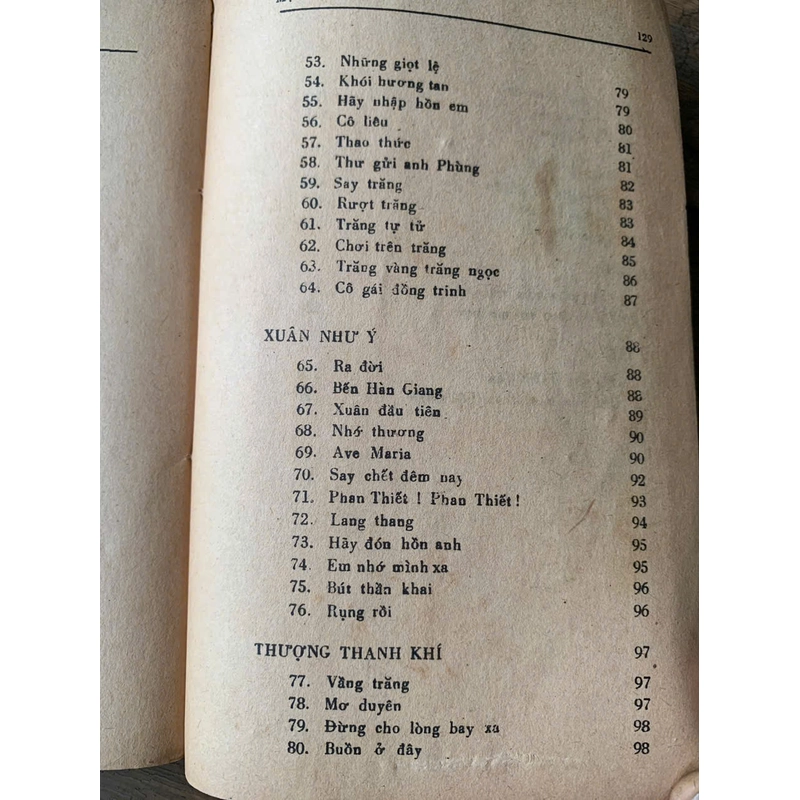 129
53. Những giọt lệ 79
54. Khói hương tan 79
55. Hãy nhập hồn em 80
56. Cô liêu 81
57. Thao thức 81
58. Thư gửi anh Phùng 82
59. Say trăng 83
60. Rượt trăng 83
61. Trăng tự tử 84
62. Chơi trên trăng 85
63. Trăng vàng trăng ngọc 86
64. Cô gái đồng trinh 87
XUÂN NHƯ Ý 88
65. Ra đời 88
66. Bến Hàn Giang 88
67. Xuân đầu tiên 89
68. Nhớ thương 90
69. Ave Maria 90
70. Say chết đêm nay 92
71. Phan Thiết ! Phan Thiết ! 93
72. Lang thang 94
73. Hãy đón hồn anh 95
74. Em nhớ mình xa 95
75. Bút thần khai 96
76. Rụng rồi 96
THƯỢNG THANH KHÍ 97
77. Vầng trăng 97
78. Mơ duyên 97
79. Đừng cho lòng bay xa 98
80. Buồn ở đây 98